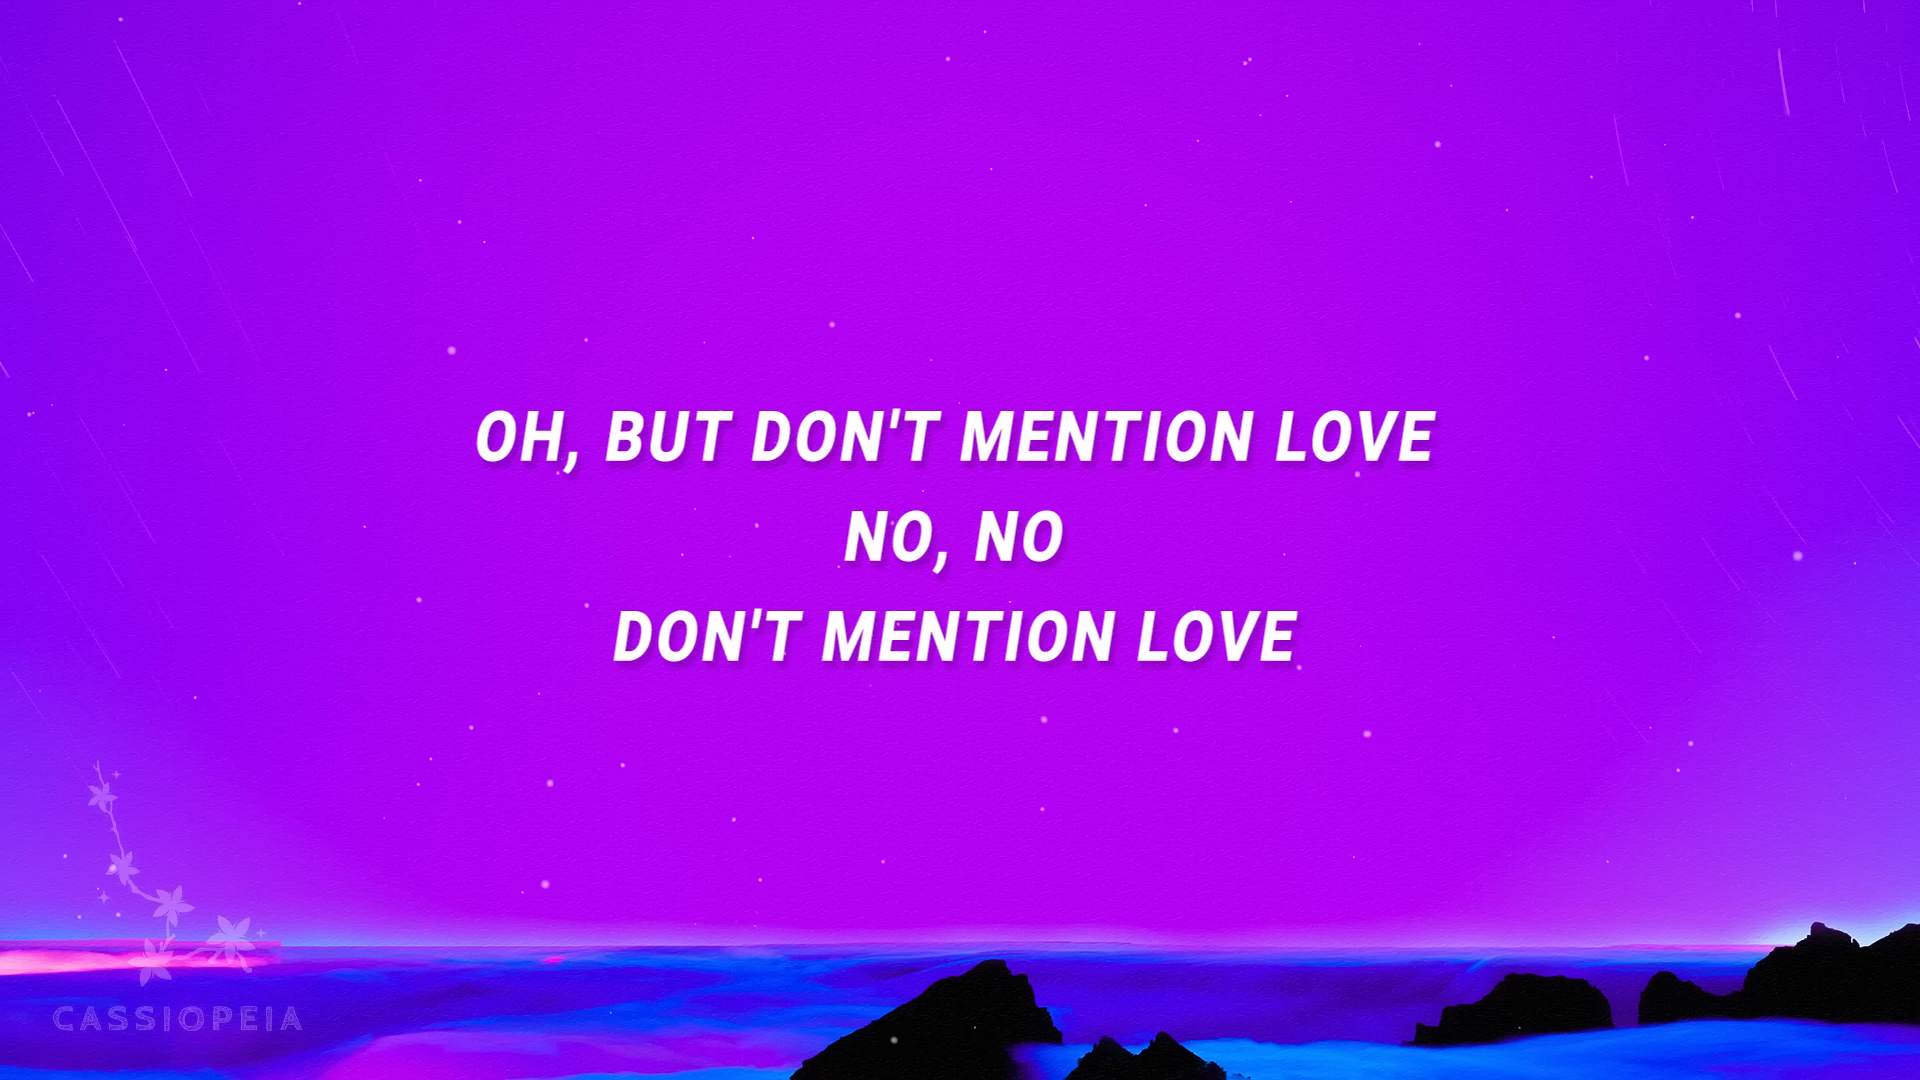 OH, BUT DON'T MENTION LOVE
NO, NO
DON'T MENTION LOVE
CASSIOPEIA